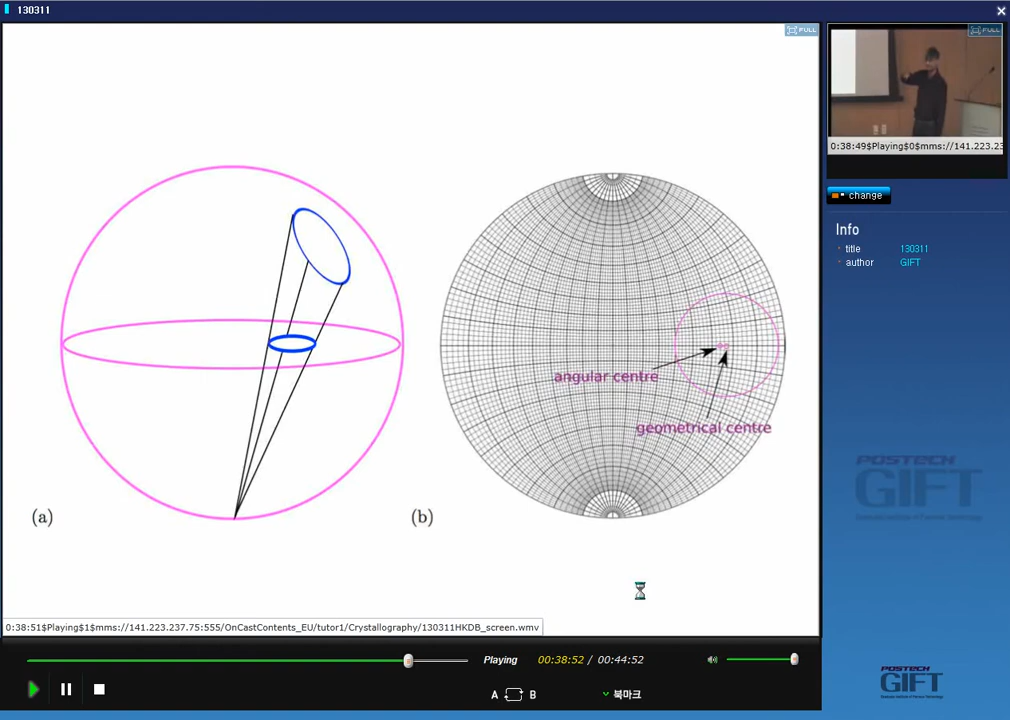 130311
FULL
FULL
0:38:49$Playing$0$mms://141.223.23
change
Info
title 130311
author GIFT
angular centre
geometrical centre
(a)
(b)
POSTECH
GIFT
0:38:51$Playing$1$mms://141.223.237.75:555/OnCastContents_EU/tutor1/Crystallography/130311HKDB_screen.wmv
Playing 00:38:52 / 00:44:52
A B
북마크
POSTECH
GIFT